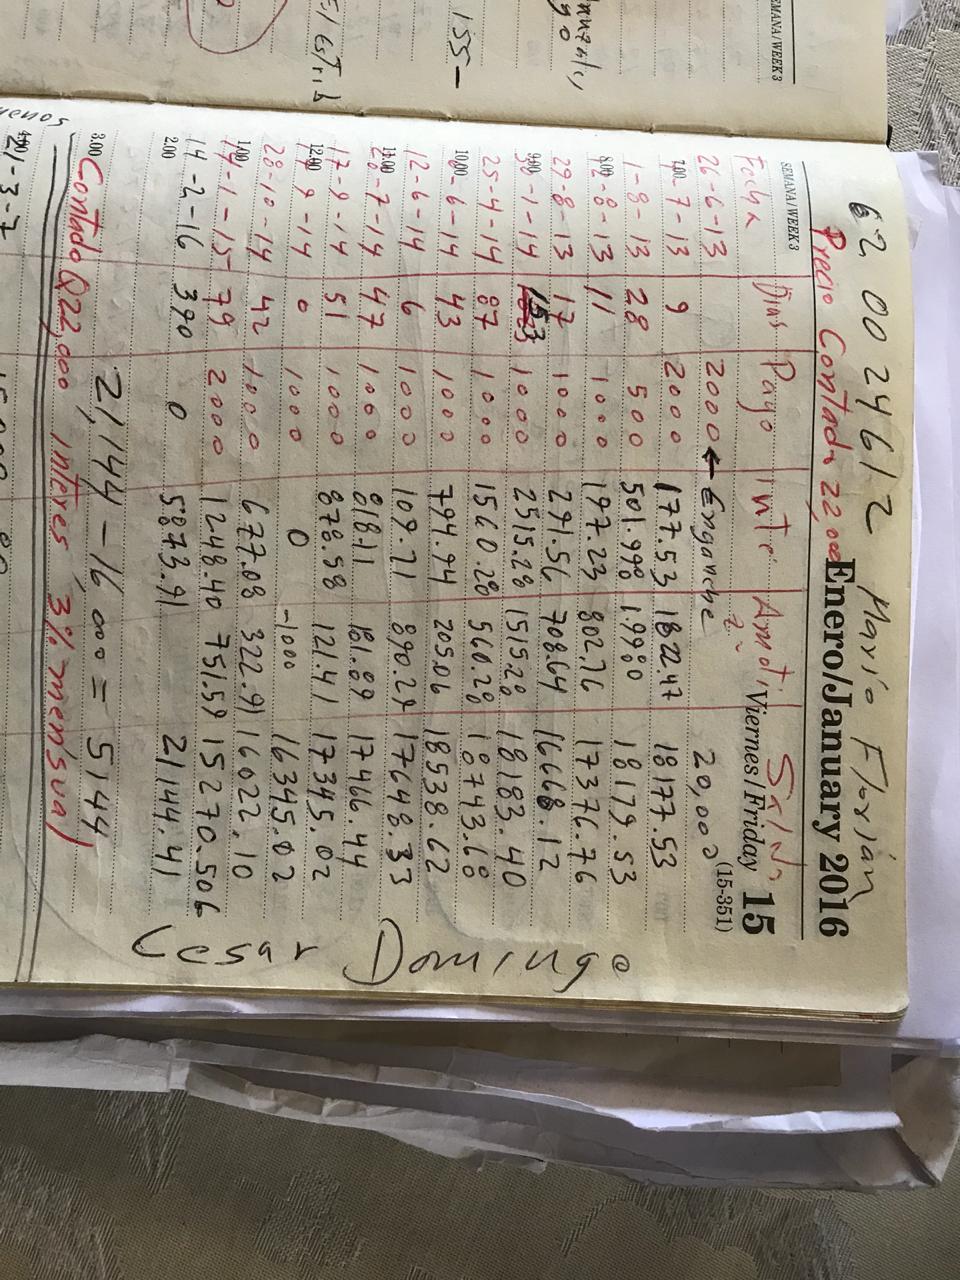 62 0024612 Mario Florián
Precio Contado 22,000 Enero/January 2016
SEMANA/WEEK 3
Fecha Días Pago Inte Amoti z Saldo
Viernes/Friday 15
(15-351)
26-6-13 2000 ← Enganche 20,000
7.00 -7-13 9 2000 177.53 1822.47 18177.53
1-8-13 28 500 501.998 1.9980 18179.53
8.00 12-8-13 11 1000 197.23 802.76 17376.76
29-8-13 17 1000 291.56 708.64 16668.12
9.00 30-1-14 153 1000 2515.28 1515.28 18183.40
25-4-14 87 1000 1560.28 560.28 18743.68
10.00 -6-14 43 1000 794.94 205.06 18538.62
12-6-14 6 1000 109.71 890.29 17648.33
11.00 28-7-14 47 1000 818.11 181.89 17466.44
17-9-14 51 1000 878.58 121.41 17345.02
12.00 17 9-14 0 1000 0 -1000 16345.02
28-10-14 42 1000 677.08 322.91 16022.10
1.00 14-1-15 79 2000 1248.40 751.59 15270.506
14-2-16 390 0 5873.91 21144.41
2.00
21,144 - 16,000 = 5144
3.00 Contado Q22,000 interes 3% mensual
4.00 21-3-7
Cesar Domingo
SEMANA/WEEK 3
155-
El Estrib